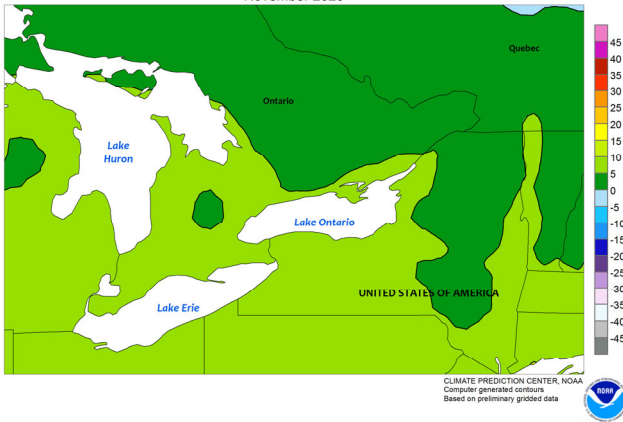 Quebec
Ontario
Lake
Huron
Lake Ontario
Lake Erie
UNITED STATES OF AMERICA
45
40
35
30
25
20
15
10
5
0
-5
-10
-15
-20
-25
-30
-35
-40
-45
CLIMATE PREDICTION CENTER, NOAA
Computer generated contours
Based on preliminary gridded data
NOAA